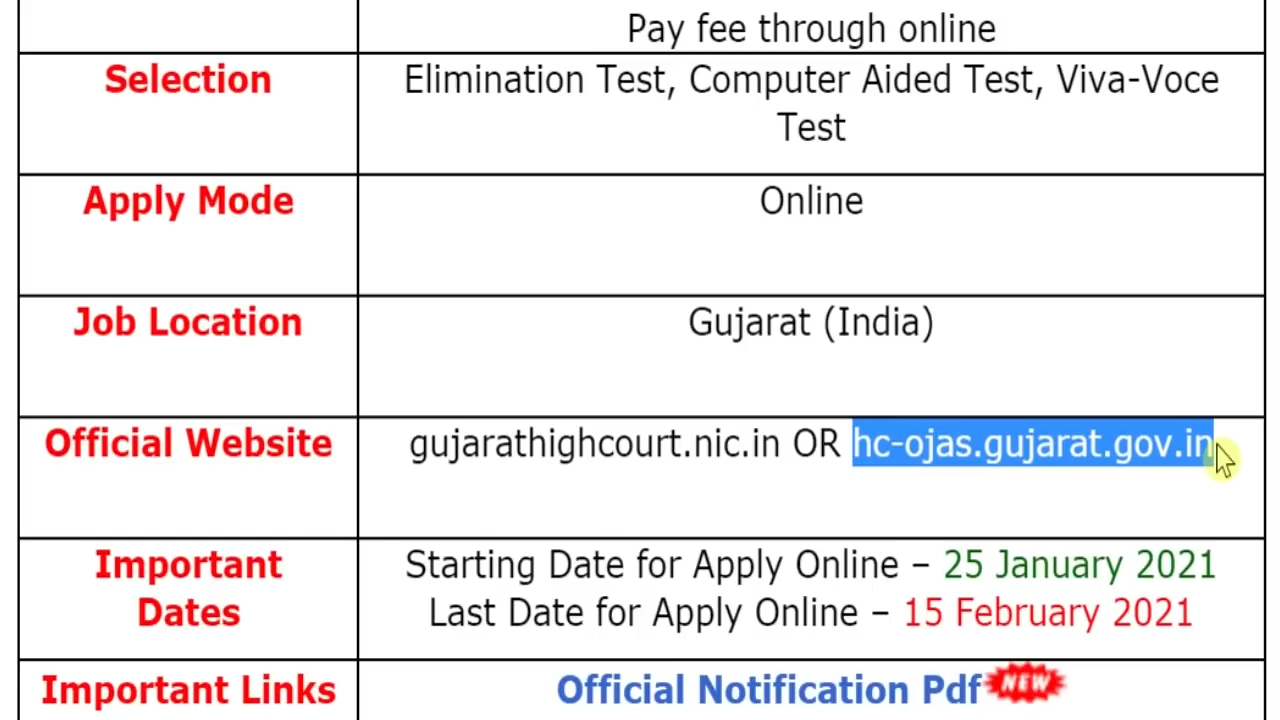 Pay fee through online
Selection
Elimination Test, Computer Aided Test, Viva-Voce
Test
Apply Mode
Online
Job Location
Gujarat (India)
Official Website
gujarathighcourt.nic.in OR hc-ojas.gujarat.gov.in
Important
Dates
Starting Date for Apply Online – 25 January 2021
Last Date for Apply Online – 15 February 2021
Important Links
Official Notification Pdf NEW